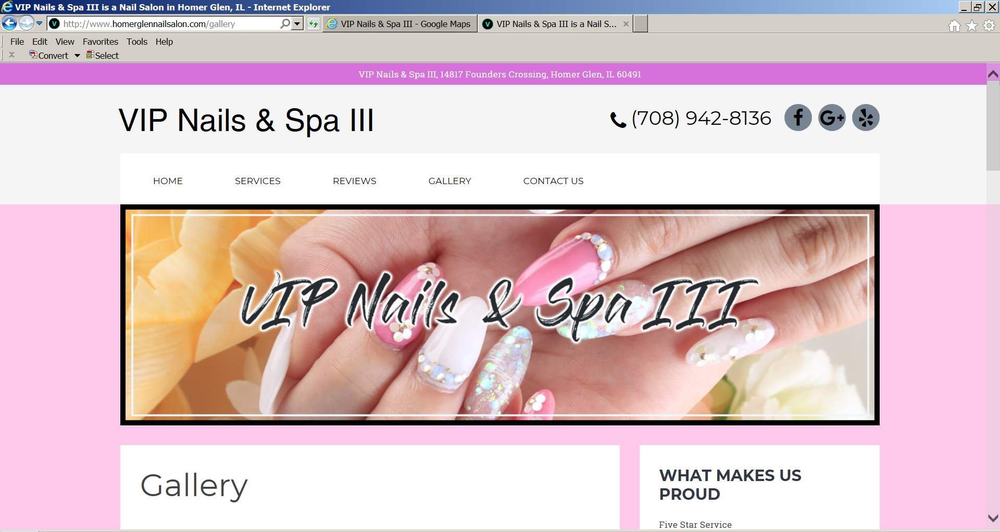 VIP Nails & Spa III is a Nail Salon in Homer Glen, IL - Internet Explorer
http://www.homerglennailsalon.com/gallery
VIP Nails & Spa III - Google Maps
VIP Nails & Spa III is a Nail S...
File Edit View Favorites Tools Help
x Convert Select
VIP Nails & Spa III, 14817 Founders Crossing, Homer Glen, IL 60491
VIP Nails & Spa III
(708) 942-8136
f G+
HOME SERVICES REVIEWS GALLERY CONTACT US
VIP Nails & Spa III
Gallery
WHAT MAKES US
PROUD
Five Star Service